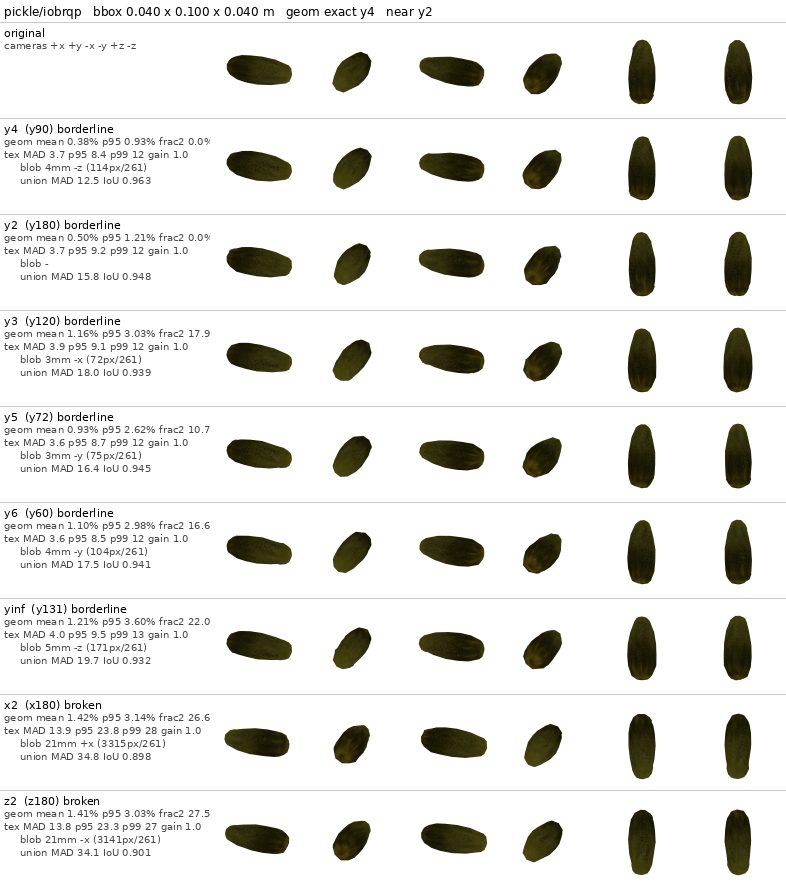 pickle/iobrqp   bbox 0.040 x 0.100 x 0.040 m   geom exact y4   near y2
original
cameras +x +y -x -y +z -z
y4  (y90) borderline
geom mean 0.38% p95 0.93% frac2 0.0%
tex MAD 3.7 p95 8.4 p99 12 gain 1.0
blob 4mm -z (114px/261)
union MAD 12.5 IoU 0.963
y2  (y180) borderline
geom mean 0.50% p95 1.21% frac2 0.0%
tex MAD 3.7 p95 9.2 p99 12 gain 1.0
blob -
union MAD 15.8 IoU 0.948
y3  (y120) borderline
geom mean 1.16% p95 3.03% frac2 17.9
tex MAD 3.9 p95 9.1 p99 12 gain 1.0
blob 3mm -x (72px/261)
union MAD 18.0 IoU 0.939
y5  (y72) borderline
geom mean 0.93% p95 2.62% frac2 10.7
tex MAD 3.6 p95 8.7 p99 12 gain 1.0
blob 3mm -y (75px/261)
union MAD 16.4 IoU 0.945
y6  (y60) borderline
geom mean 1.10% p95 2.98% frac2 16.6
tex MAD 3.6 p95 8.5 p99 12 gain 1.0
blob 4mm -y (104px/261)
union MAD 17.5 IoU 0.941
yinf  (y131) borderline
geom mean 1.21% p95 3.60% frac2 22.0
tex MAD 4.0 p95 9.5 p99 13 gain 1.0
blob 5mm -z (171px/261)
union MAD 19.7 IoU 0.932
x2  (x180) broken
geom mean 1.42% p95 3.14% frac2 26.6
tex MAD 13.9 p95 23.8 p99 28 gain 1.0
blob 21mm +x (3315px/261)
union MAD 34.8 IoU 0.898
z2  (z180) broken
geom mean 1.41% p95 3.03% frac2 27.5
tex MAD 13.8 p95 23.3 p99 27 gain 1.0
blob 21mm -x (3141px/261)
union MAD 34.1 IoU 0.901